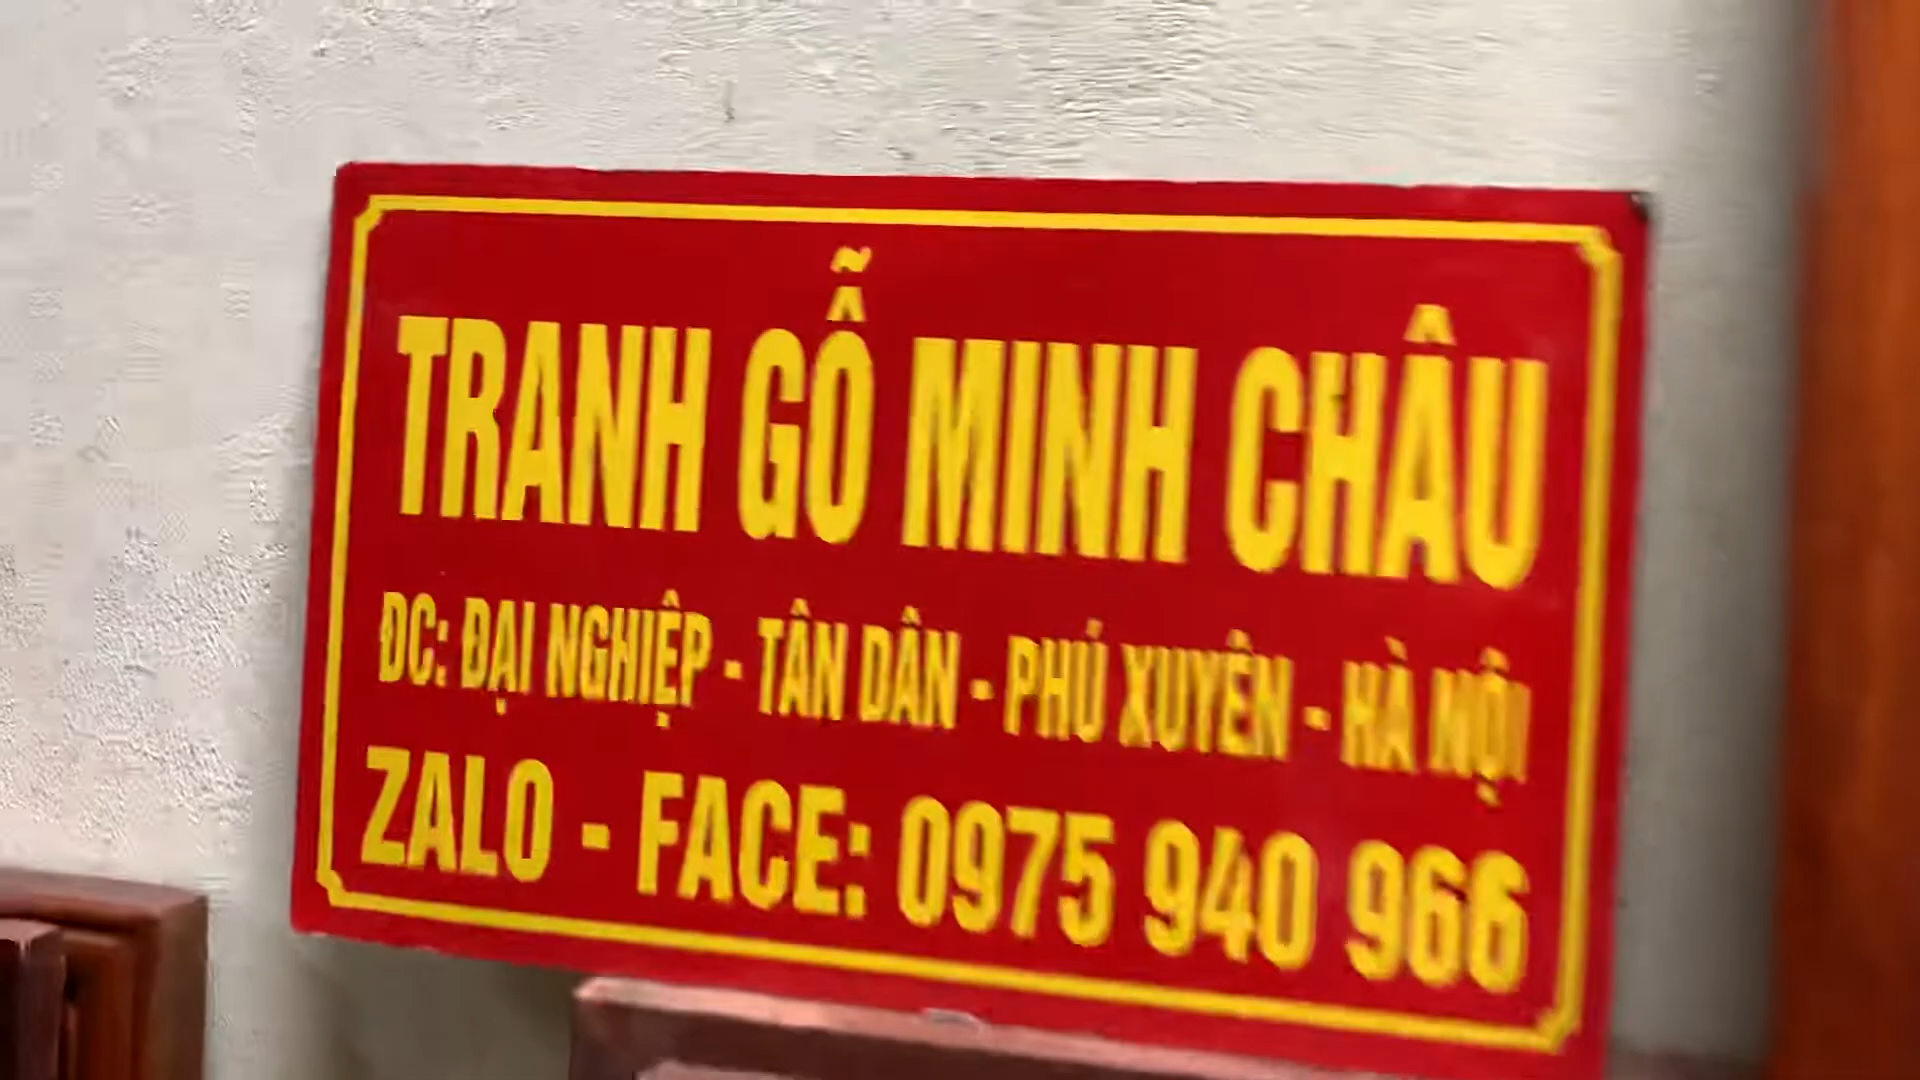 TRANH GỖ MINH CHÂU
ĐC: ĐẠI NGHIỆP - TÂN DÂN - PHÚ XUYÊN - HÀ NỘI
ZALO - FACE: 0975 940 966